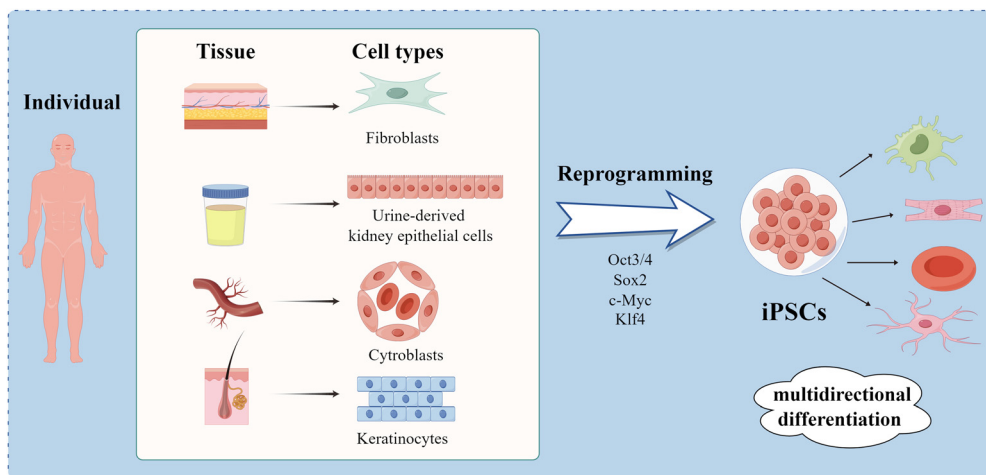 Individual
Tissue
Cell types
Fibroblasts
Urine-derived
kidney epithelial cells
Cytroblasts
Keratinocytes
Reprogramming
Oct3/4
Sox2
c-Myc
Klf4
iPSCs
multidirectional
differentiation